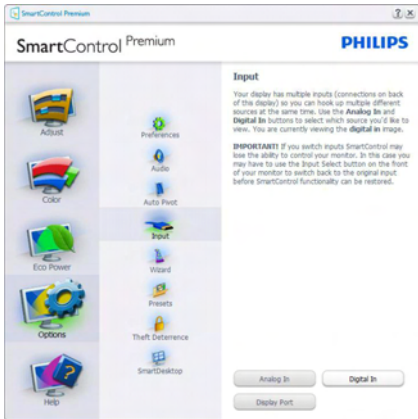 SmartControl Premium
SmartControl Premium
PHILIPS
Adjust
Color
Eco Power
Options
Help
Preferences
Audio
Auto Pivot
Input
Wizard
Presets
Theft Deterrence
SmartDesktop
Input
Your display has multiple inputs (connections on back
of this display) so you can hook up multiple different
sources at the same time. Use the Analog In and
Digital In buttons to select which source you'd like to
view. You are currently viewing the digital in image.
IMPORTANT! If you switch inputs SmartControl may
lose the ability to control your monitor. In this case you
may have to use the Input Select button on the front
of your monitor to switch back to the original input
before SmartControl functionality can be restored.
Analog In
Digital In
Display Port